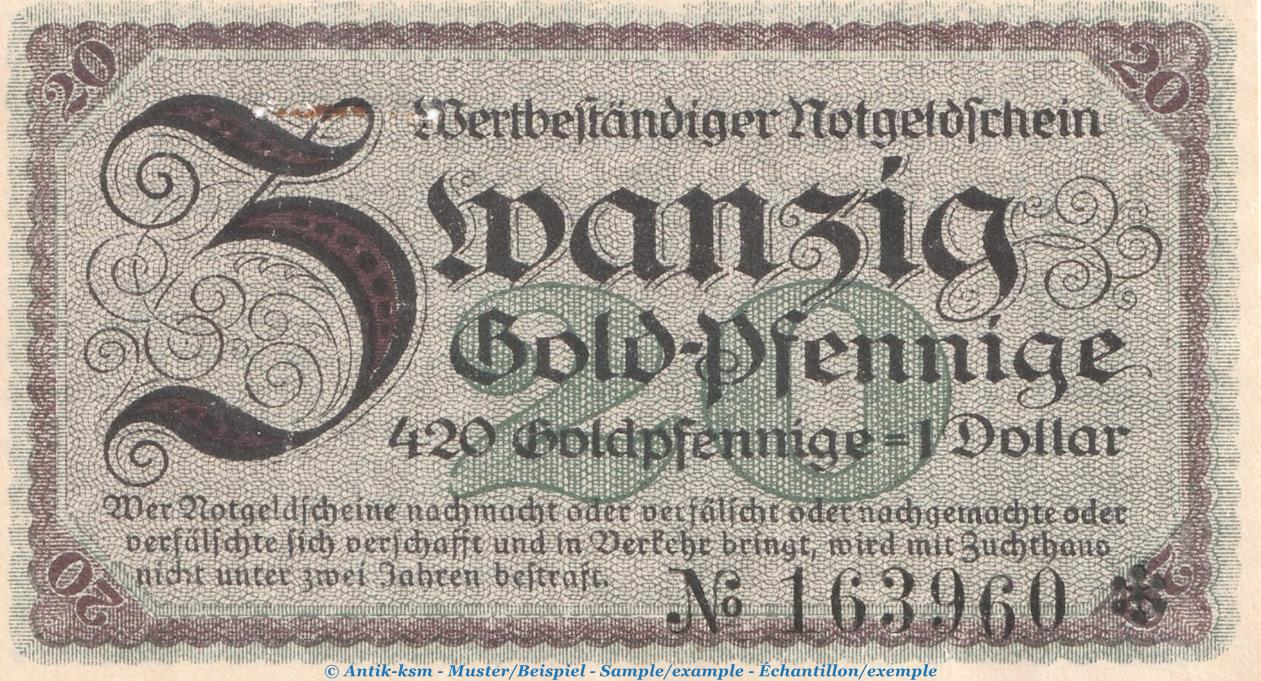 20 20
Wertbeständiger Notgeldschein
Zwanzig
Gold-Pfennige
20
420 Goldpfennige = 1 Dollar
Wer Notgeldscheine nachmacht oder verfälscht oder nachgemachte oder
verfälschte sich verschafft und in Verkehr bringt, wird mit Zuchthaus
nicht unter zwei Jahren bestraft.
20 № 163960
© Antik-ksm - Muster/Beispiel - Sample/example - Échantillon/exemple